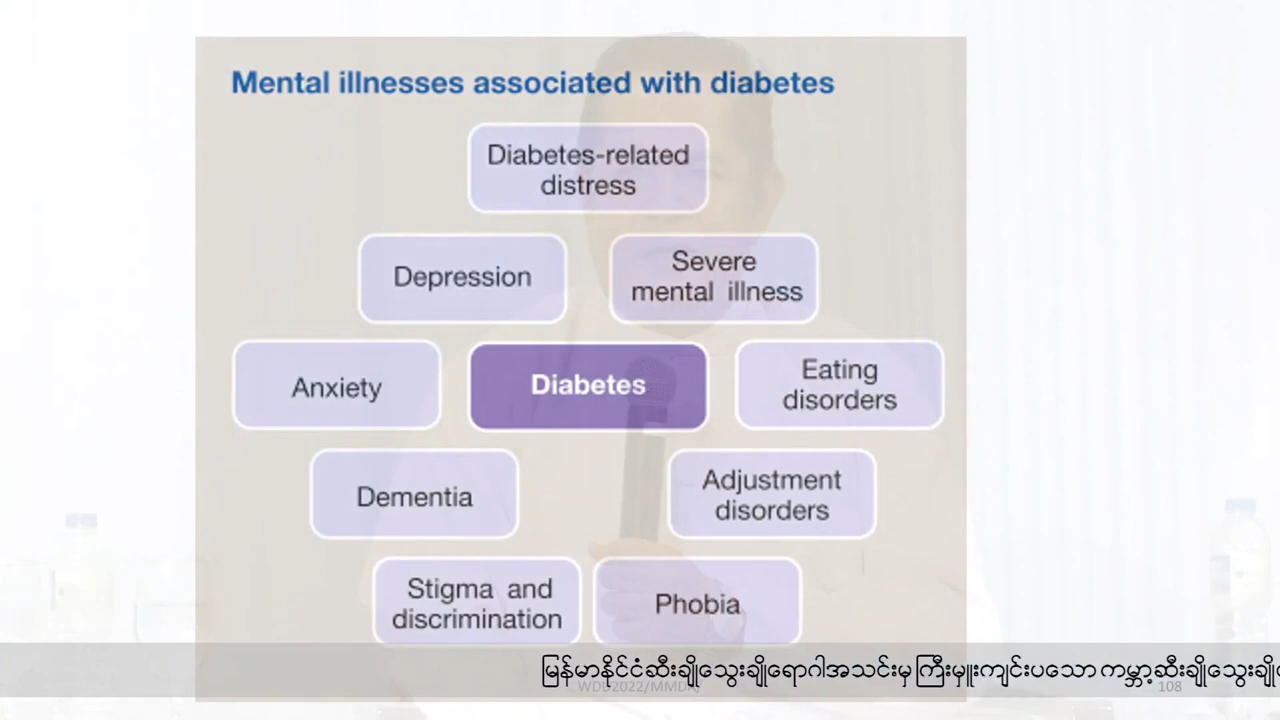 Mental illnesses associated with diabetes
Diabetes-related
distress
Depression
Severe
mental illness
Anxiety
Diabetes
Eating
disorders
Dementia
Adjustment
disorders
Stigma and
discrimination
Phobia
မြန်မာနိုင်ငံဆီးချိုသွေးချိုရောဂါအသင်းမှ ကြီးမှူးကျင်းပသော ကမ္ဘာ့ဆီးချိုသွေးချို
108